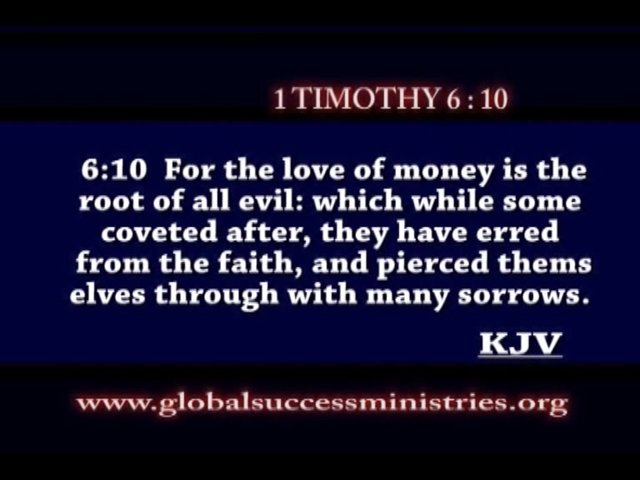 1 TIMOTHY 6 : 10
6:10 For the love of money is the
root of all evil: which while some
coveted after, they have erred
from the faith, and pierced thems
elves through with many sorrows.
KJV
www.globalsuccessministries.org